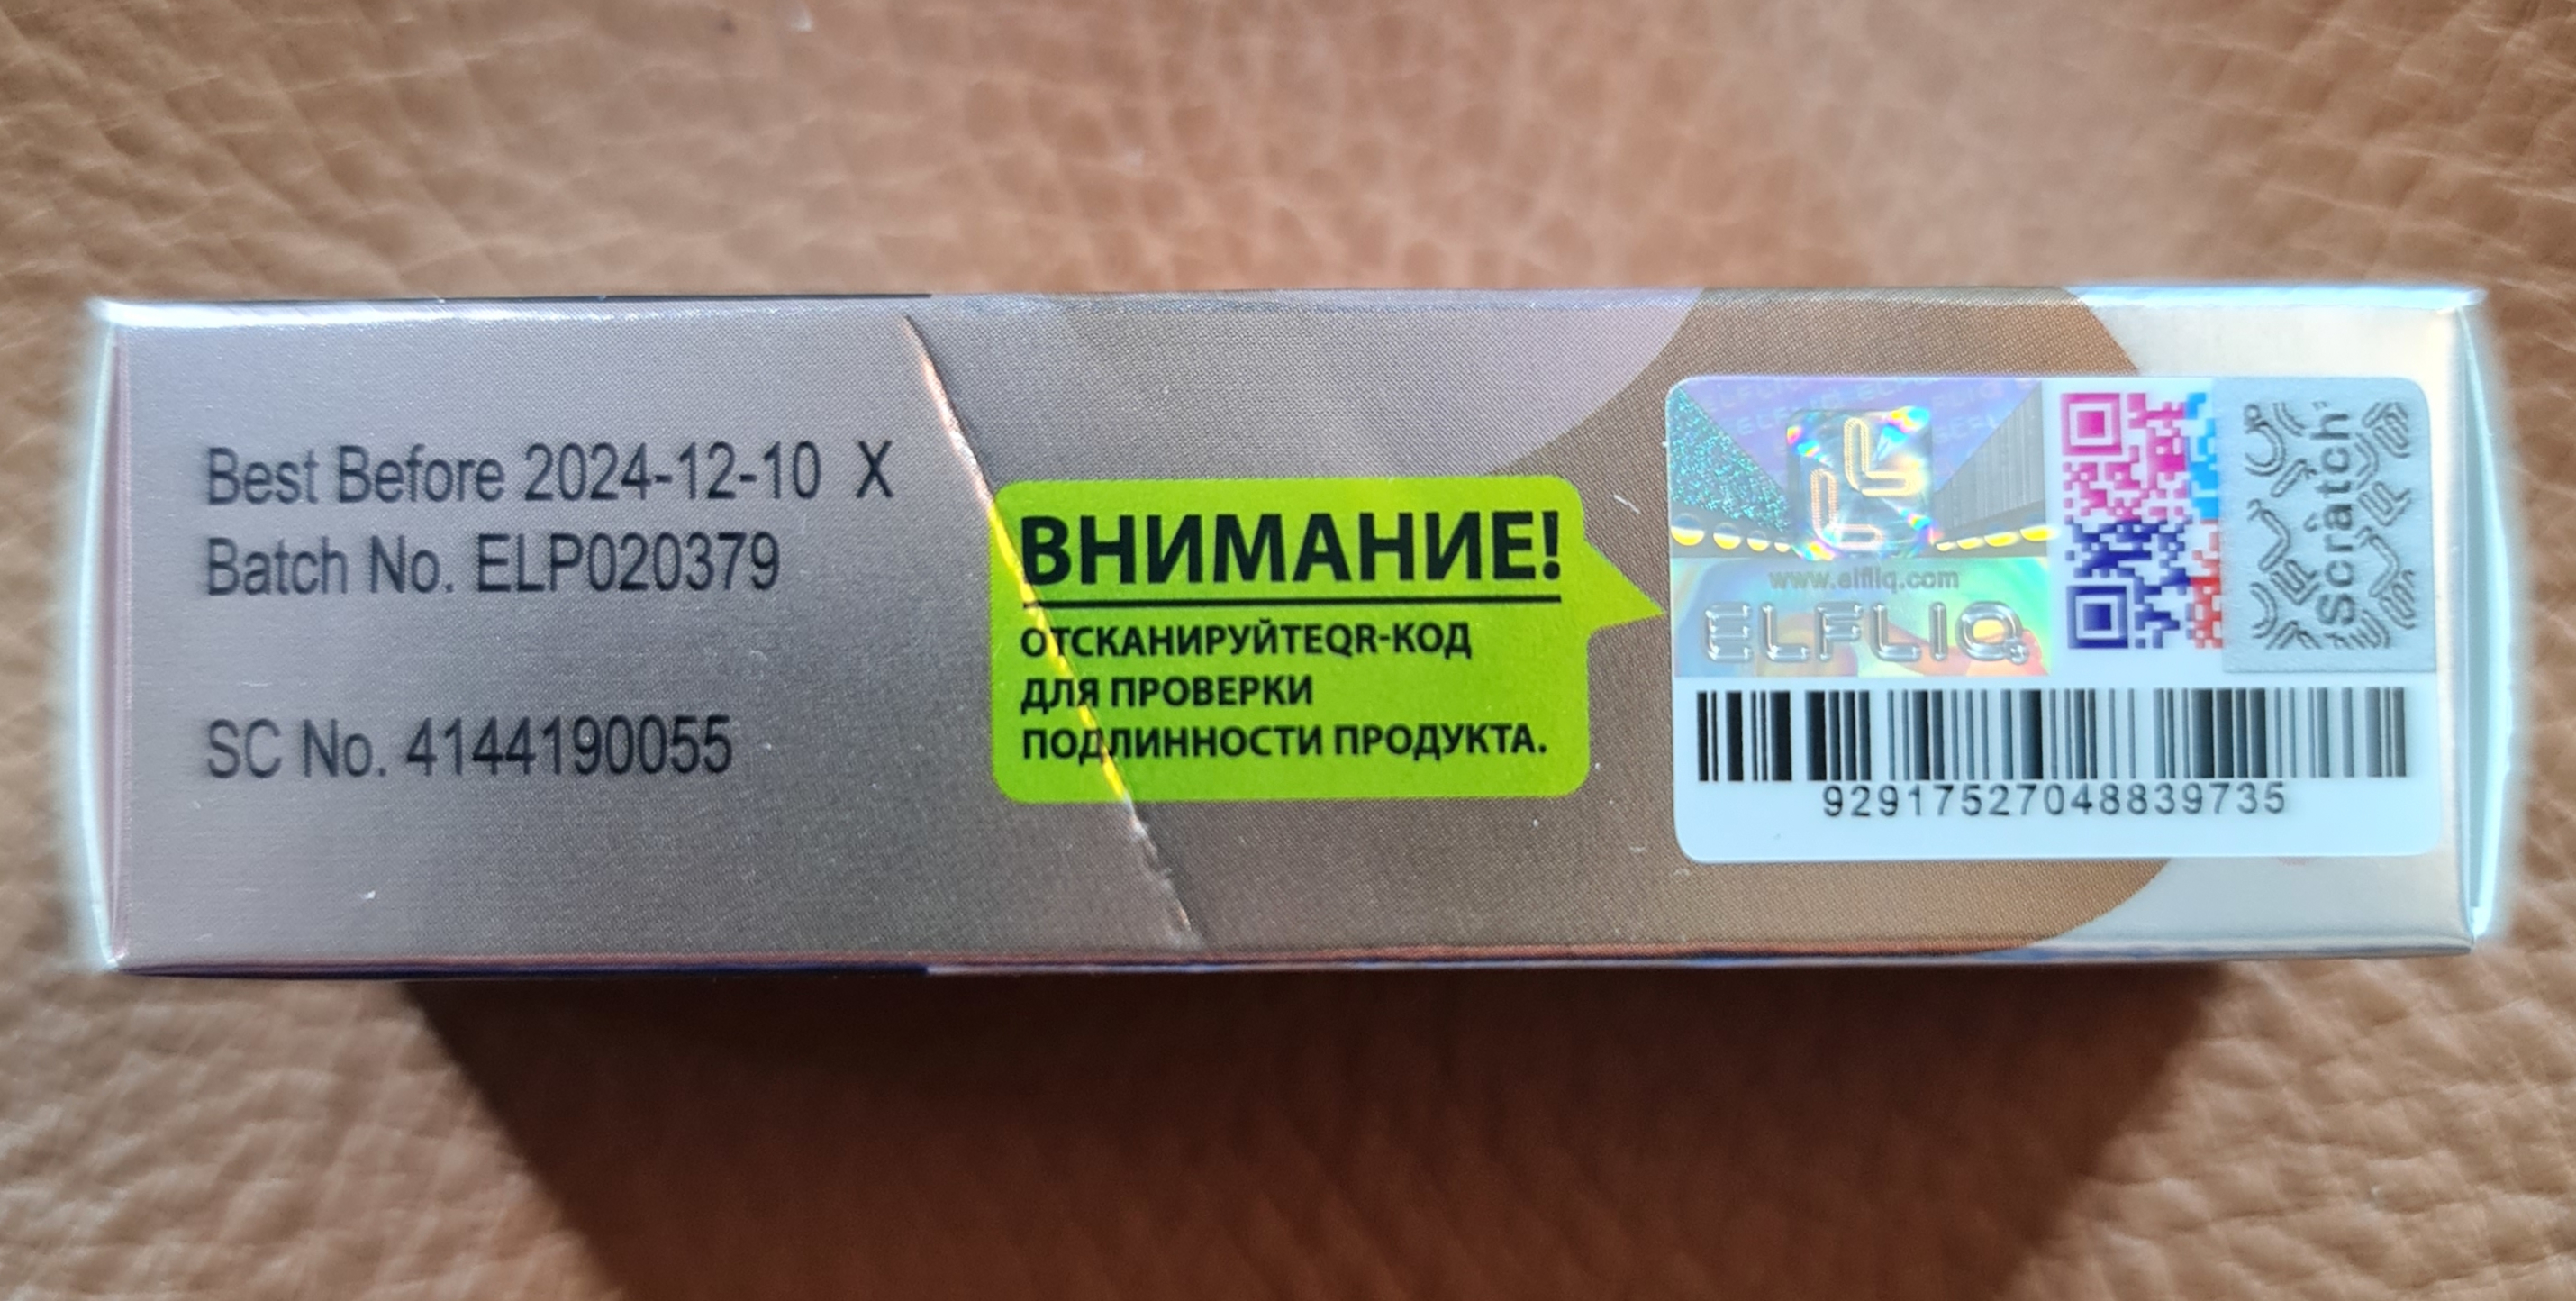 Best Before 2024-12-10 X
Batch No. ELP020379
SC No. 4144190055
ВНИМАНИЕ!
ОТСКАНИРУЙТЕQR-КОД
ДЛЯ ПРОВЕРКИ
ПОДЛИННОСТИ ПРОДУКТА.
www.elfliq.com
ELFLIQ
Scratch
92917527048839735